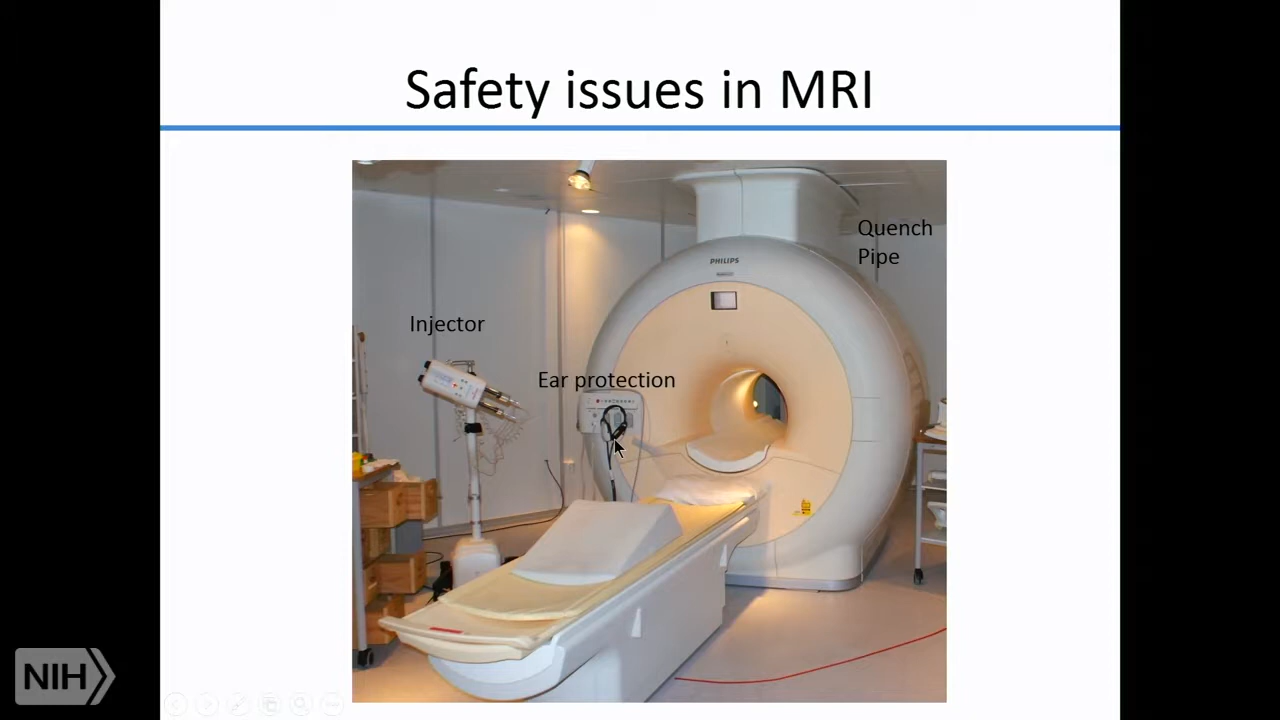 Safety issues in MRI
Quench
Pipe
PHILIPS
Injector
Ear protection
NIH